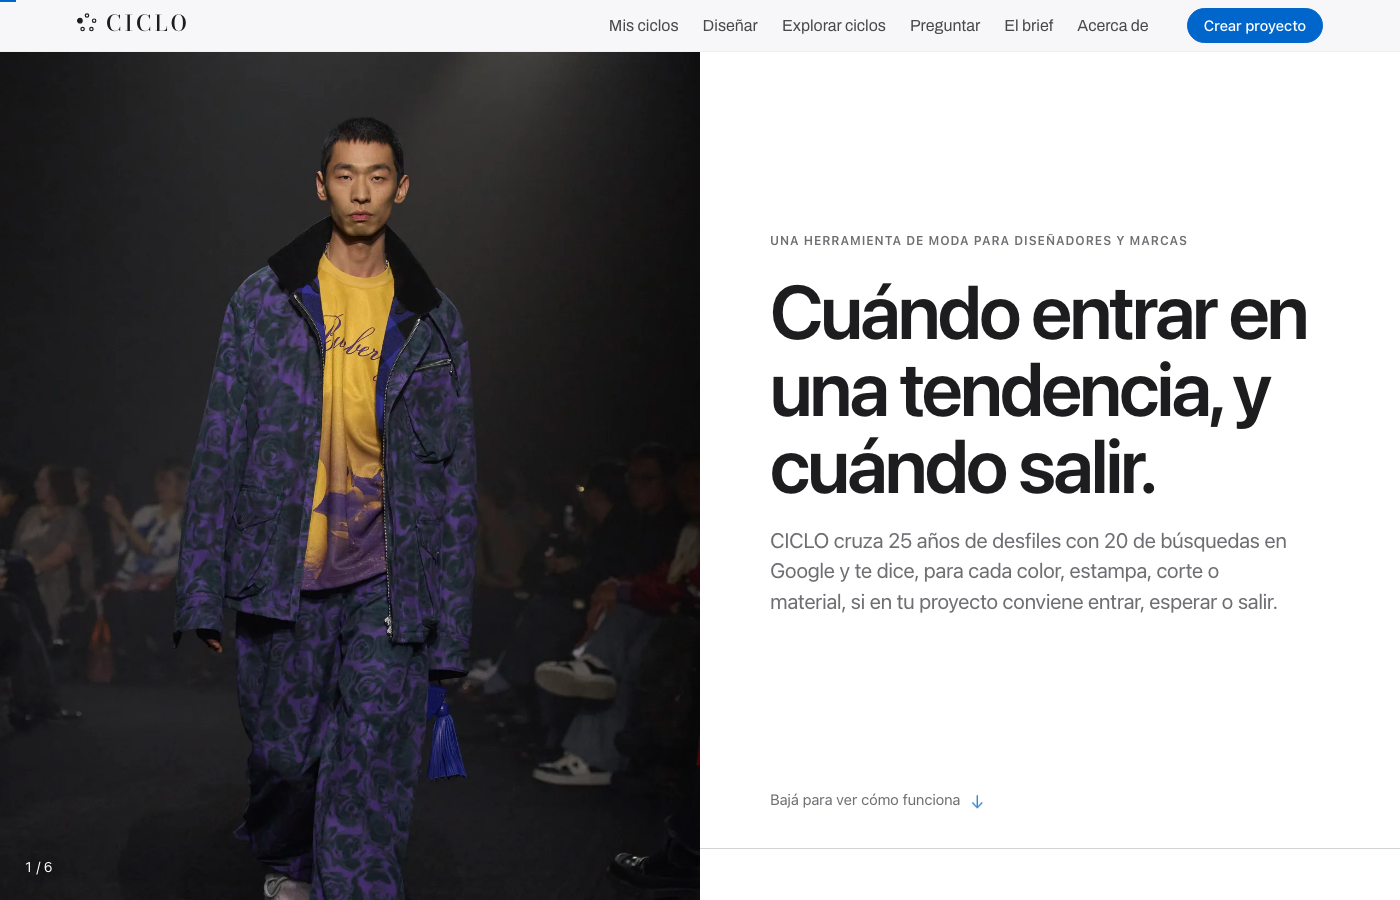 CICLO
Mis ciclos
Diseñar
Explorar ciclos
Preguntar
El brief
Acerca de
Crear proyecto
UNA HERRAMIENTA DE MODA PARA DISEÑADORES Y MARCAS
Cuándo entrar en
una tendencia, y
cuándo salir.
CICLO cruza 25 años de desfiles con 20 de búsquedas en
Google y te dice, para cada color, estampa, corte o
material, si en tu proyecto conviene entrar, esperar o salir.
Bajá para ver cómo funciona
1 / 6